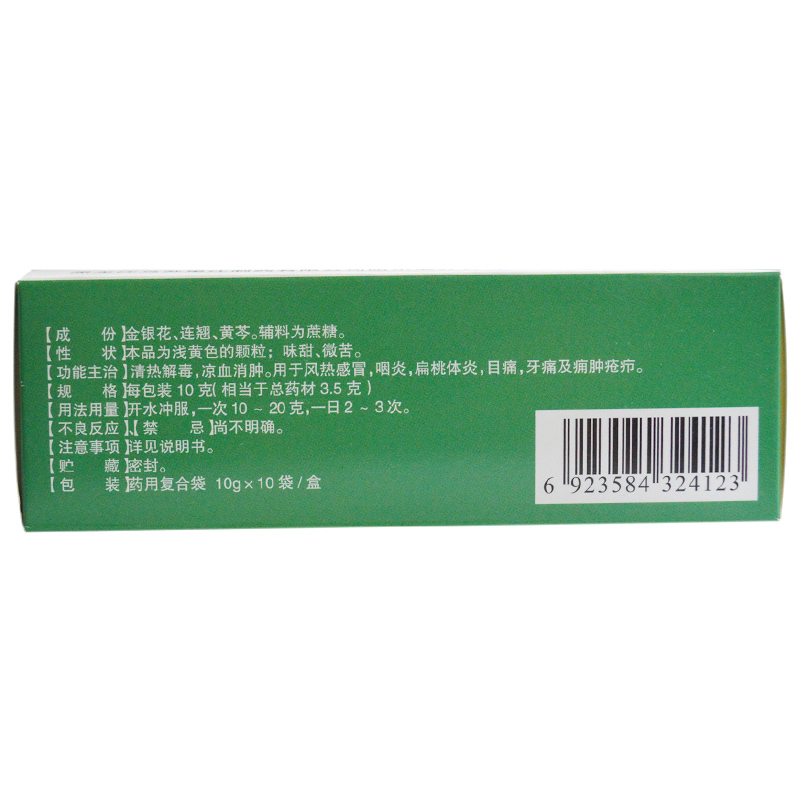 【成　　份】金银花、连翘、黄芩。辅料为蔗糖。
【性　　状】本品为浅黄色的颗粒；味甜、微苦。
【功能主治】清热解毒，凉血消肿。用于风热感冒，咽炎，扁桃体炎，目痛，牙痛及痈肿疮疖。
【规　　格】每包装 10 克(相当于总药材 3.5 克)
【用法用量】开水冲服，一次 10 ~ 20 克，一日 2 ~ 3 次。
【不良反应】、【禁　　忌】尚不明确。
【注意事项】详见说明书。
【贮　　藏】密封。
【包　　装】药用复合袋 10g×10 袋/盒
6 923584 324123